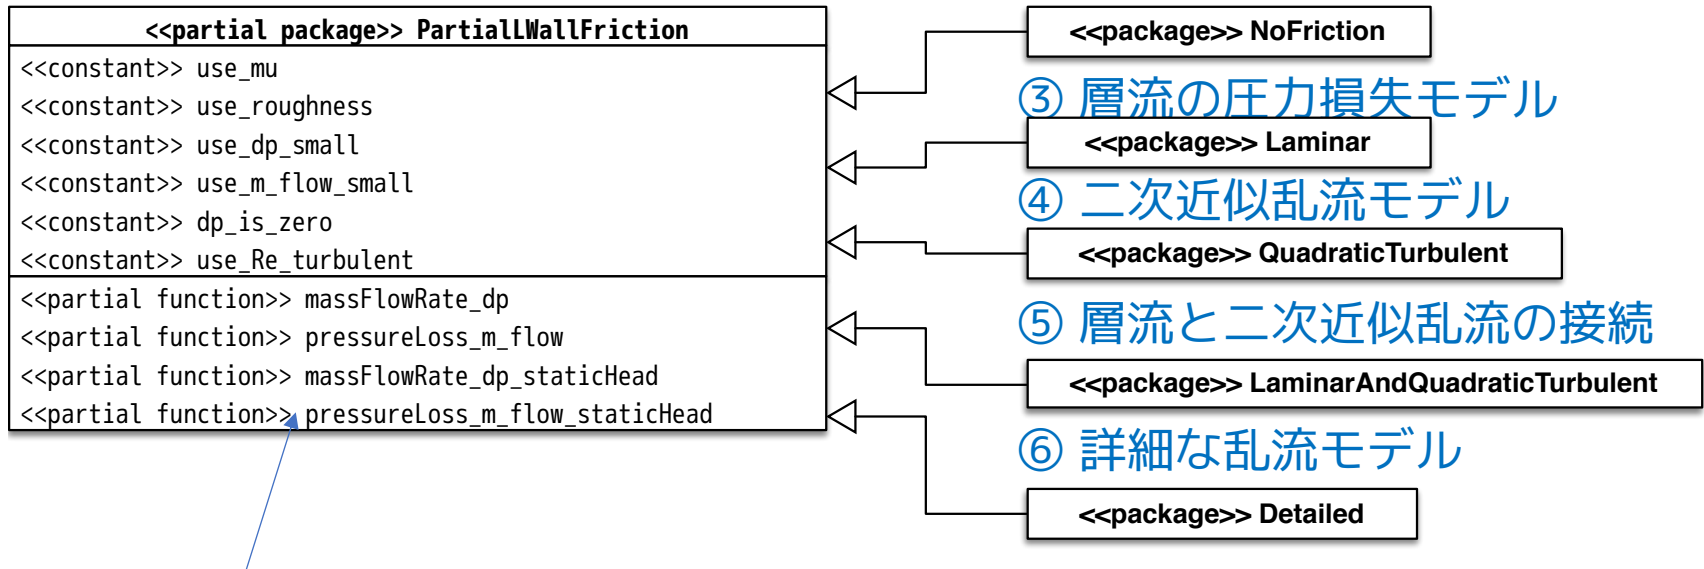 <<partial package>> PartialLWallFriction
<<constant>> use_mu
<<constant>> use_roughness
<<constant>> use_dp_small
<<constant>> use_m_flow_small
<<constant>> dp_is_zero
<<constant>> use_Re_turbulent
<<partial function>> massFlowRate_dp
<<partial function>> pressureLoss_m_flow
<<partial function>> massFlowRate_dp_staticHead
<<partial function>> pressureLoss_m_flow_staticHead
<<package>> NoFriction
③ 層流の圧力損失モデル
<<package>> Laminar
④ 二次近似乱流モデル
<<package>> QuadraticTurbulent
⑤ 層流と二次近似乱流の接続
<<package>> LaminarAndQuadraticTurbulent
⑥ 詳細な乱流モデル
<<package>> Detailed